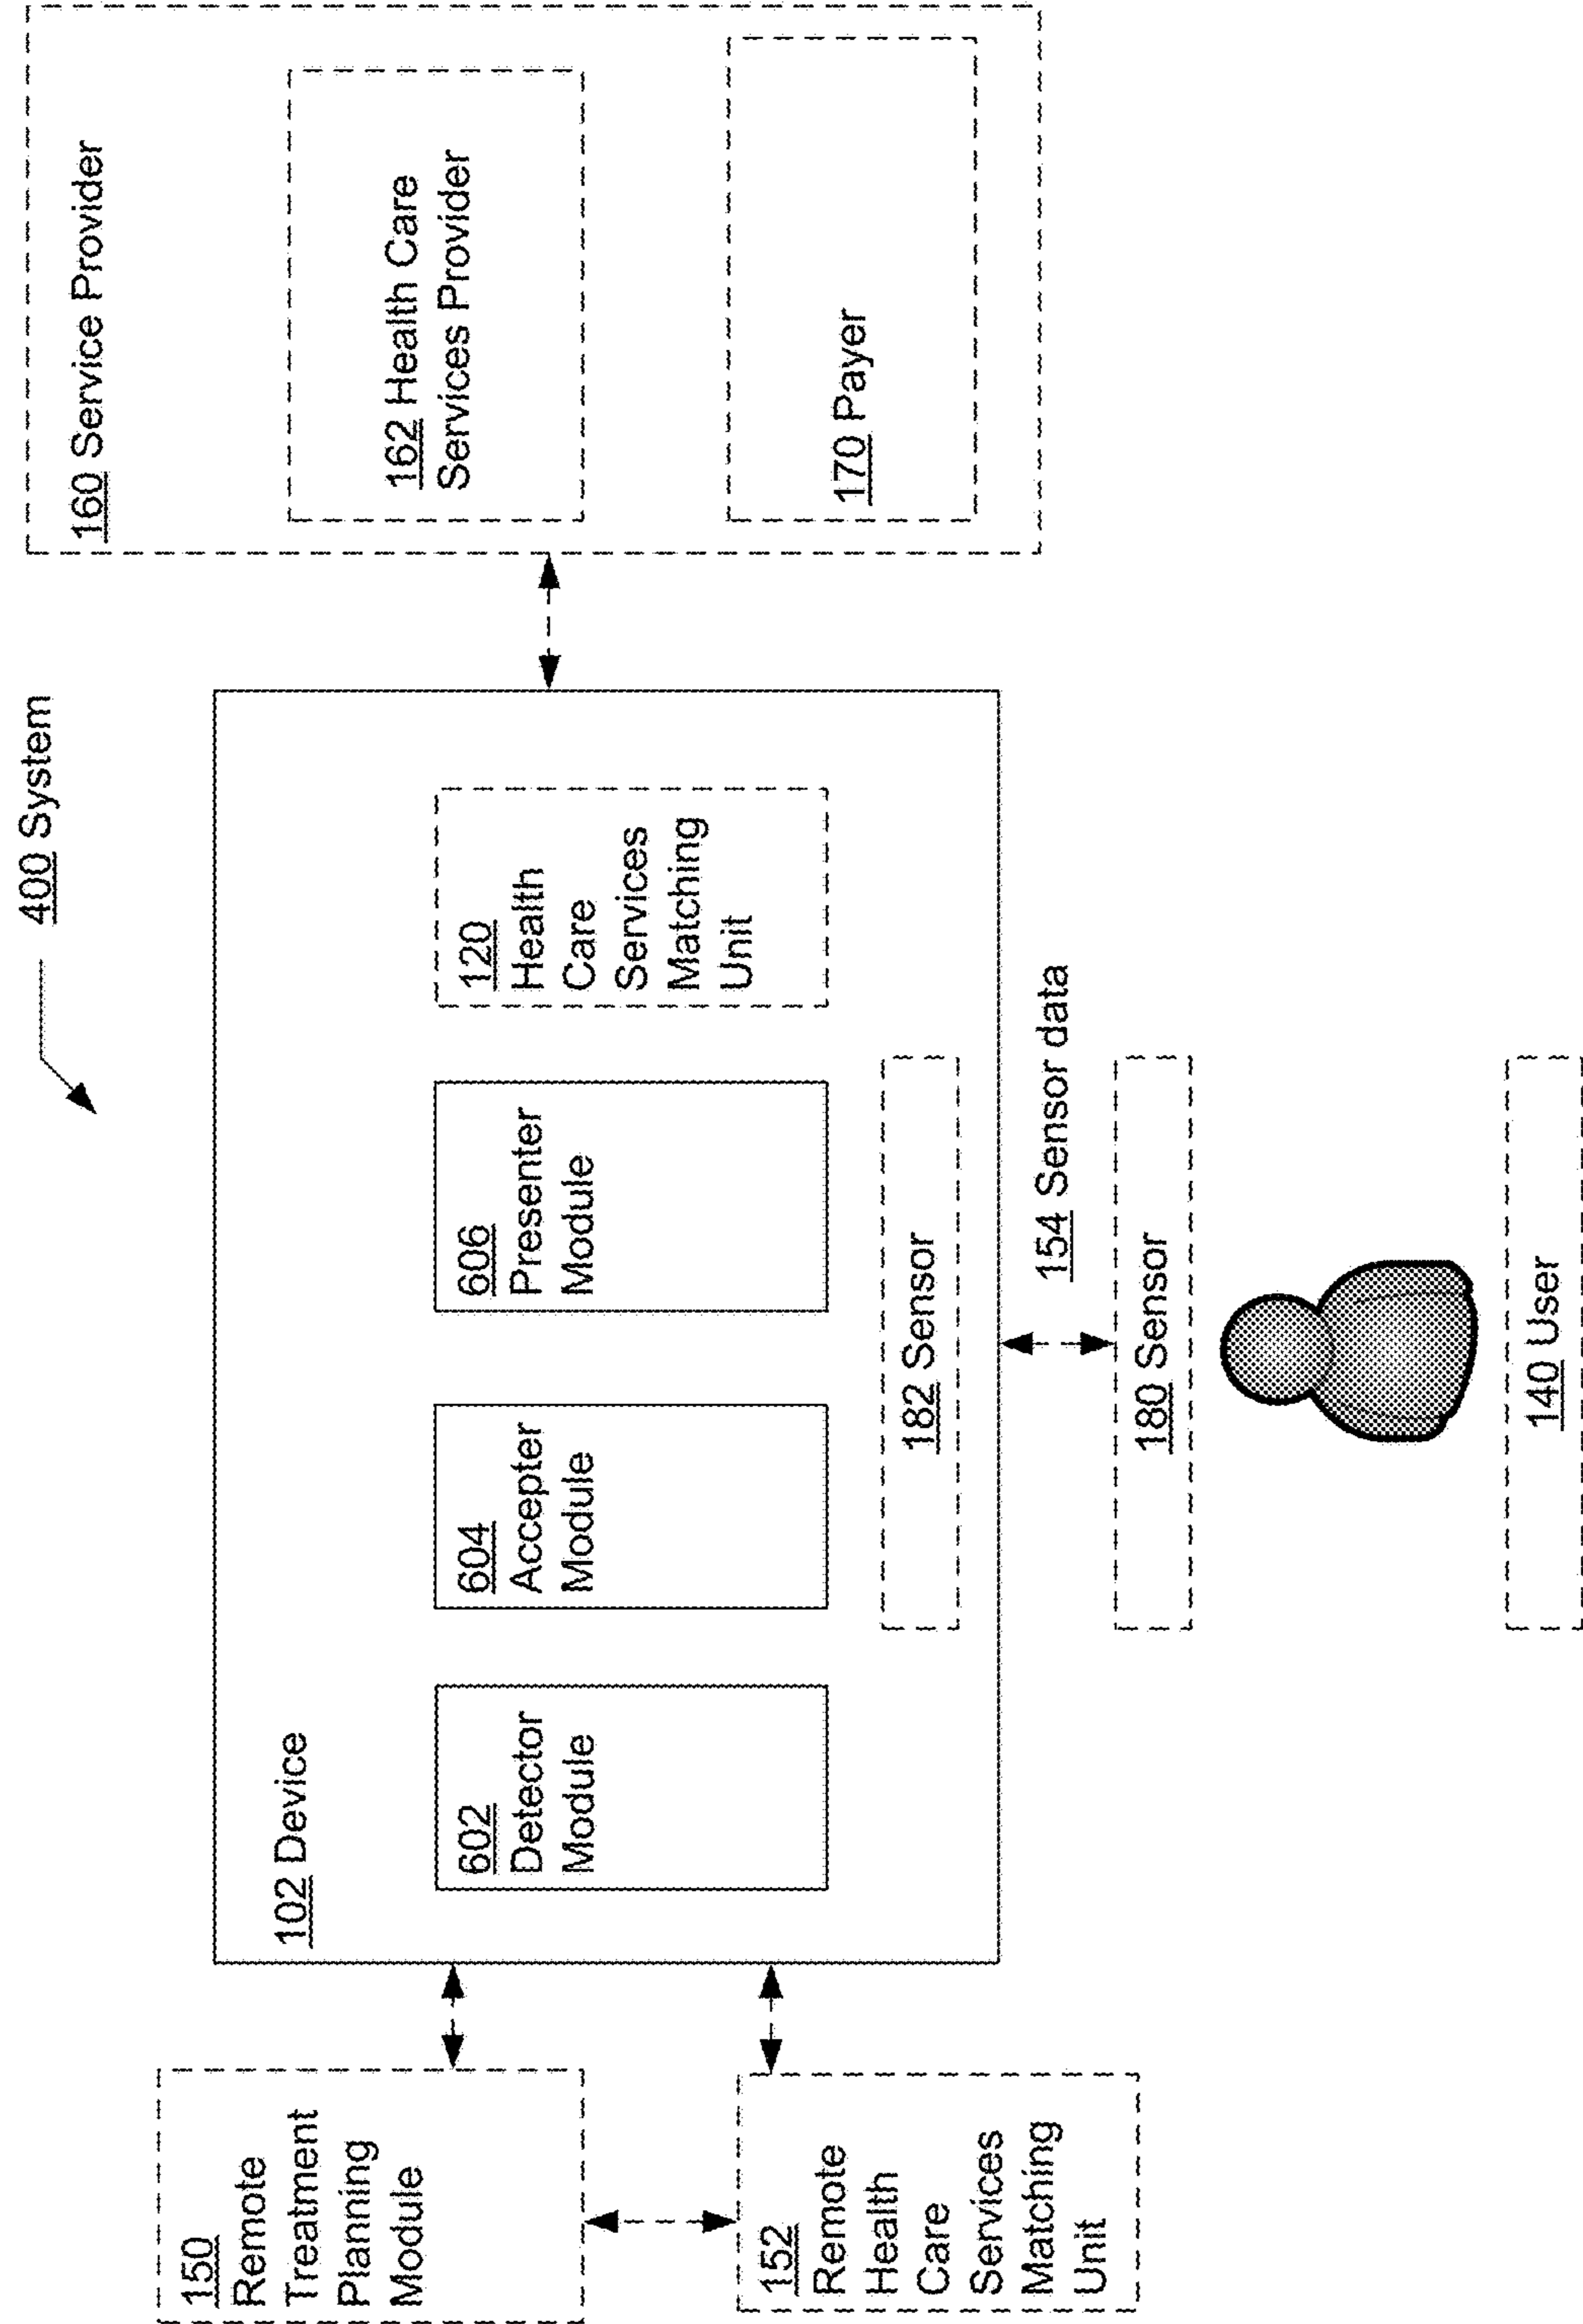 400 System
150
Remote
Treatment
Planning
Module
152
Remote
Health
Care
Services
Matching
Unit
102 Device
602
Detector
Module
604
Accepter
Module
606
Presenter
Module
120
Health
Care
Services
Matching
Unit
182 Sensor
154 Sensor data
180 Sensor
140 User
160 Service Provider
162 Health Care
Services Provider
170 Payer